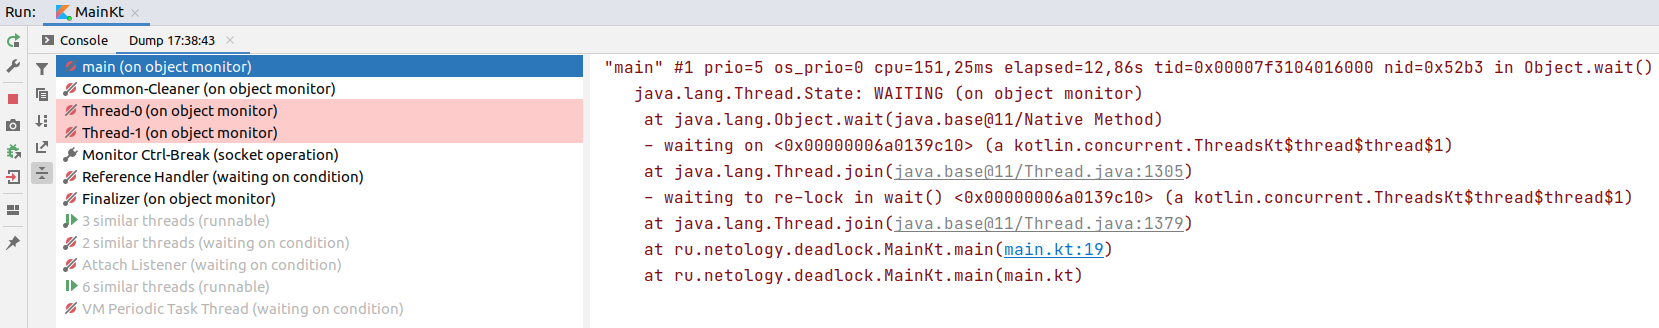 Run: MainKt
Console Dump 17:38:43
main (on object monitor)
Common-Cleaner (on object monitor)
Thread-0 (on object monitor)
Thread-1 (on object monitor)
Monitor Ctrl-Break (socket operation)
Reference Handler (waiting on condition)
Finalizer (on object monitor)
3 similar threads (runnable)
2 similar threads (waiting on condition)
Attach Listener (waiting on condition)
6 similar threads (runnable)
VM Periodic Task Thread (waiting on condition)
"main" #1 prio=5 os_prio=0 cpu=151,25ms elapsed=12,86s tid=0x00007f3104016000 nid=0x52b3 in Object.wait()
java.lang.Thread.State: WAITING (on object monitor)
at java.lang.Object.wait(java.base@11/Native Method)
- waiting on <0x00000006a0139c10> (a kotlin.concurrent.ThreadsKt$thread$thread$1)
at java.lang.Thread.join(java.base@11/Thread.java:1305)
- waiting to re-lock in wait() <0x00000006a0139c10> (a kotlin.concurrent.ThreadsKt$thread$thread$1)
at java.lang.Thread.join(java.base@11/Thread.java:1379)
at ru.netology.deadlock.MainKt.main(main.kt:19)
at ru.netology.deadlock.MainKt.main(main.kt)